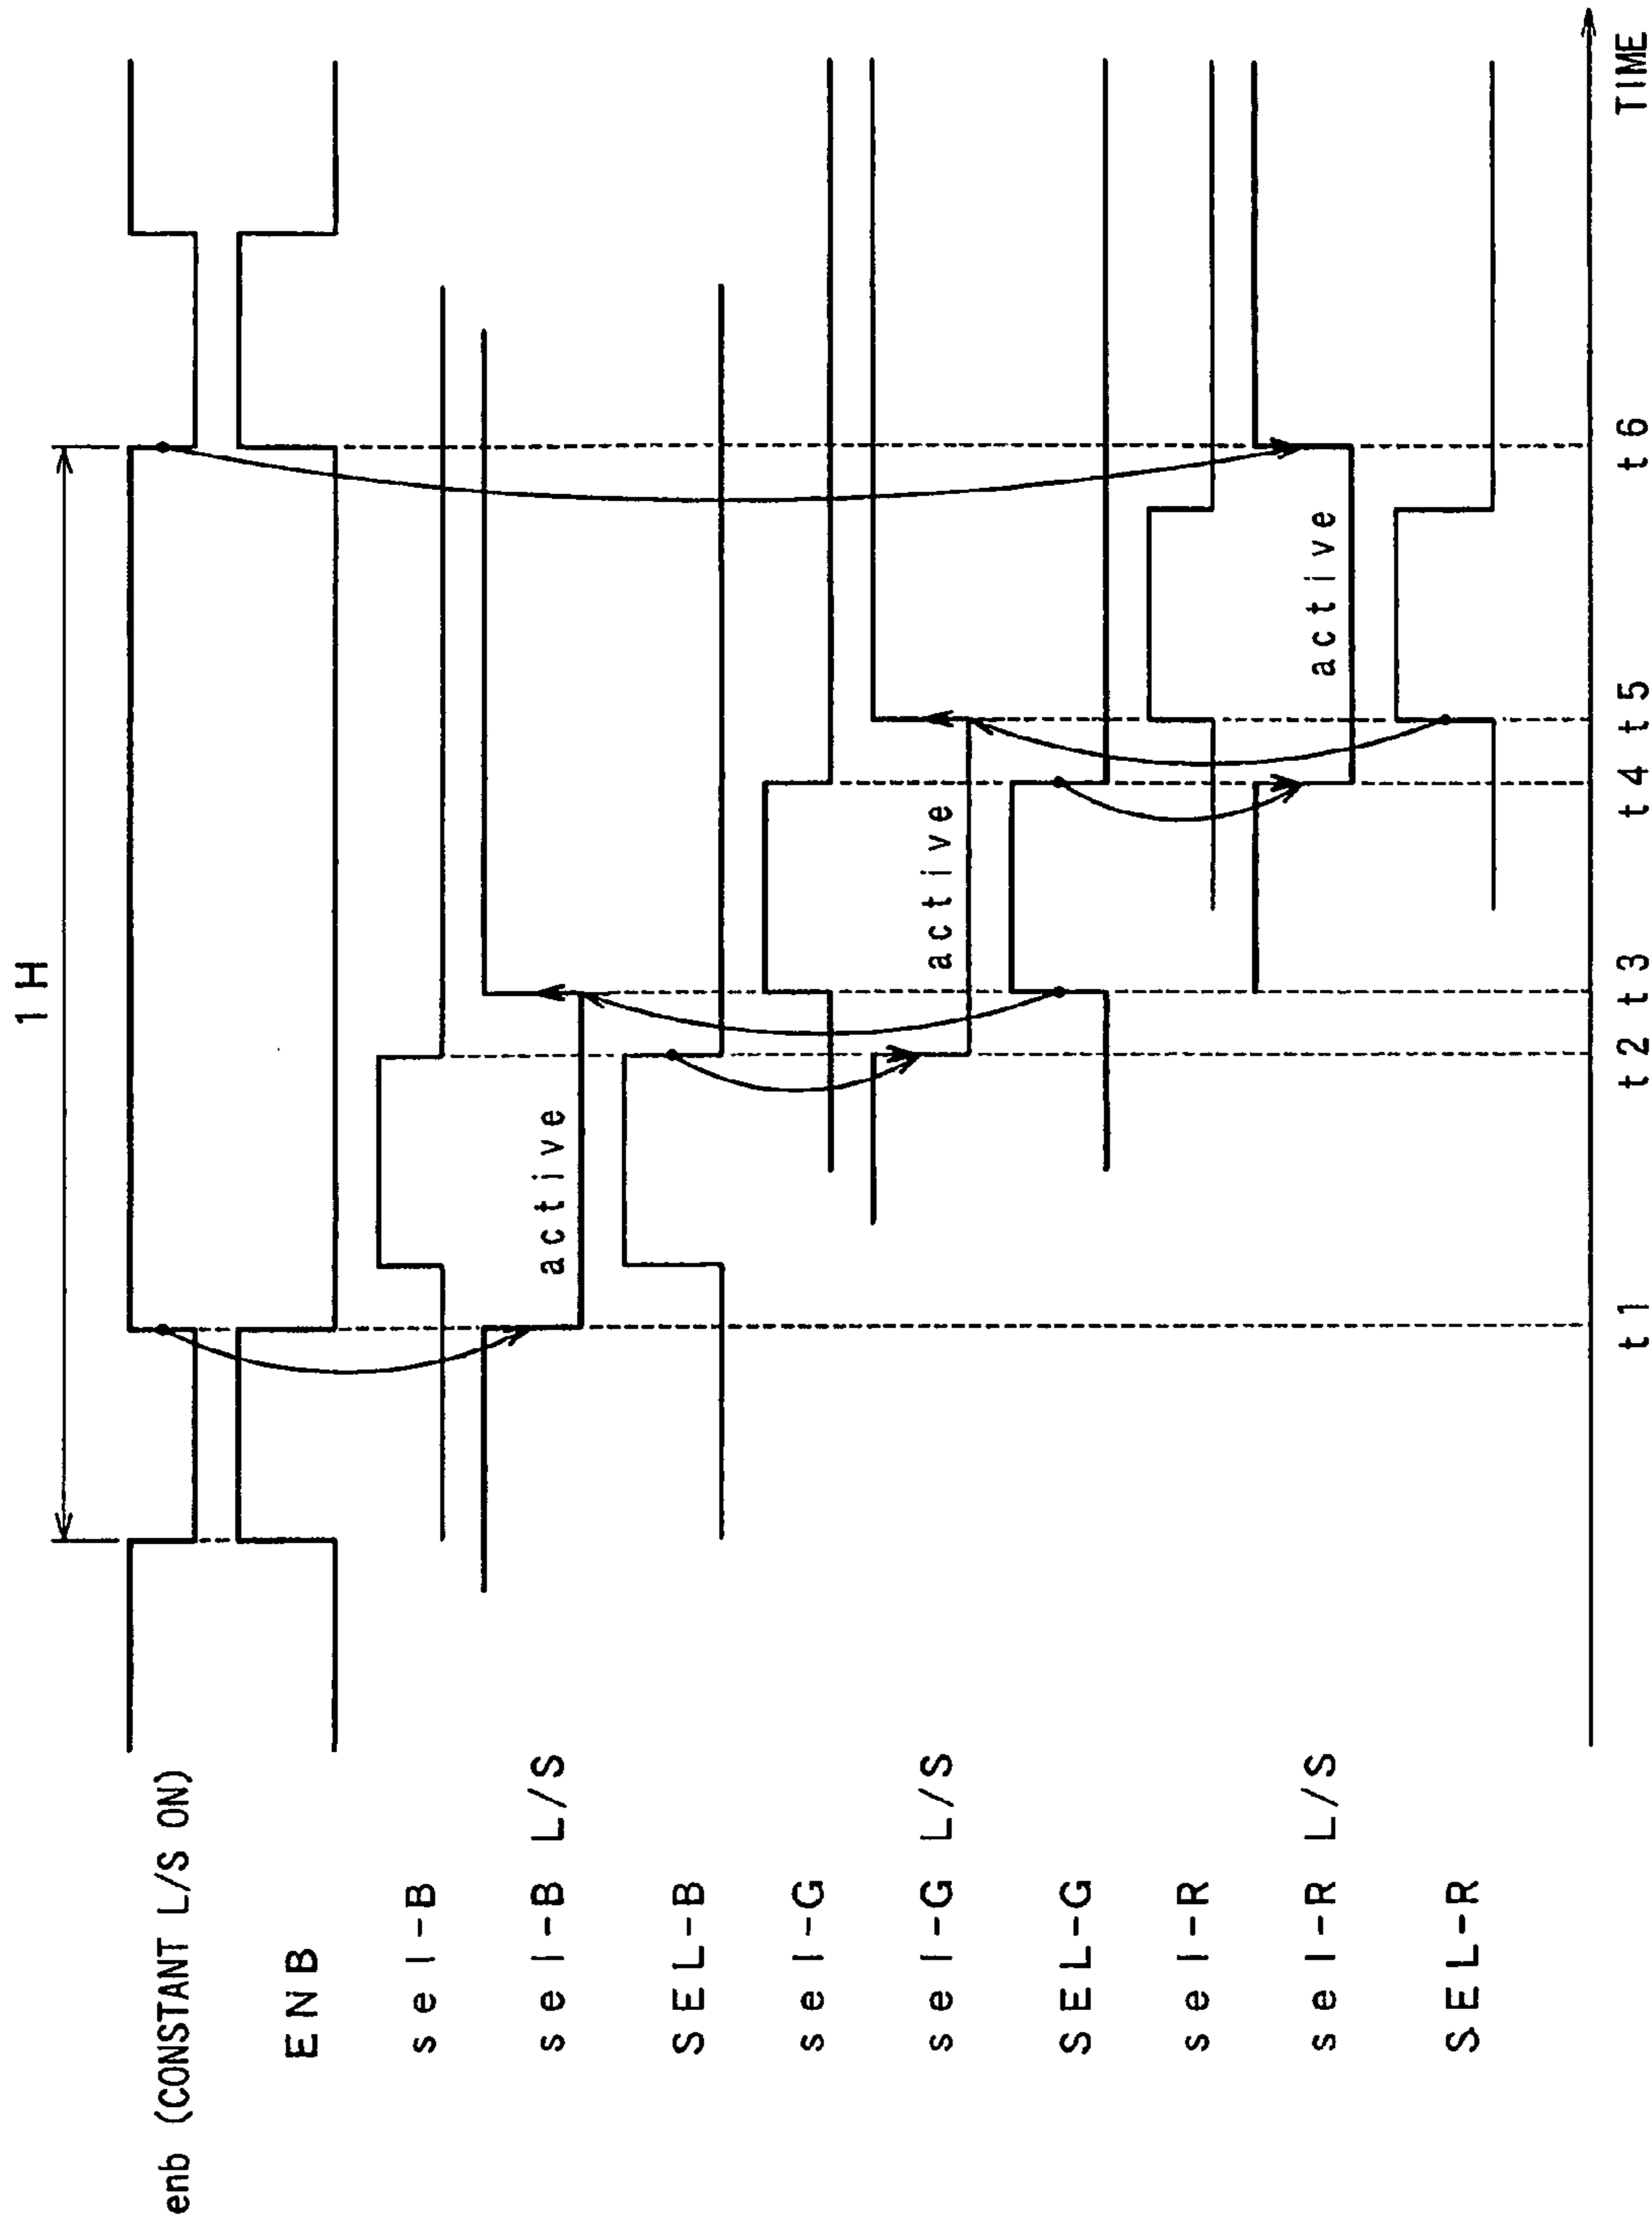 1H
enb (CONSTANT L/S ON)
ENB
sel-B
sel-B L/S
active
SEL-B
sel-G
sel-G L/S
active
SEL-G
sel-R
sel-R L/S
active
SEL-R
t1 t2 t3 t4 t5 t6 TIME